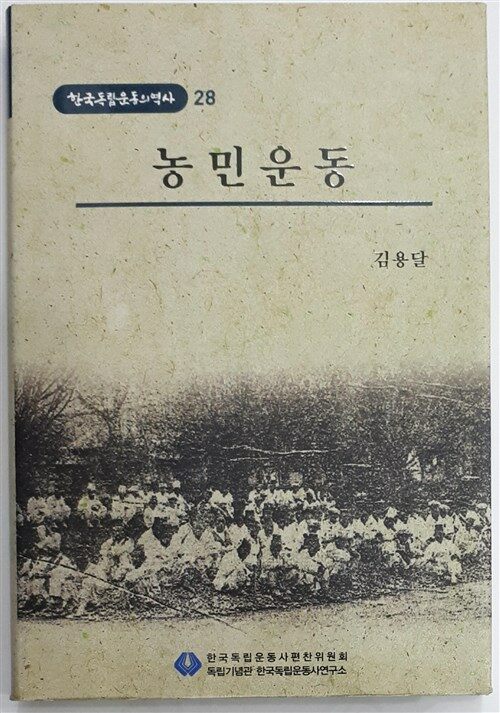 한국독립운동의역사 28
농민운동
김용달
한국독립운동사편찬위원회
독립기념관 한국독립운동사연구소